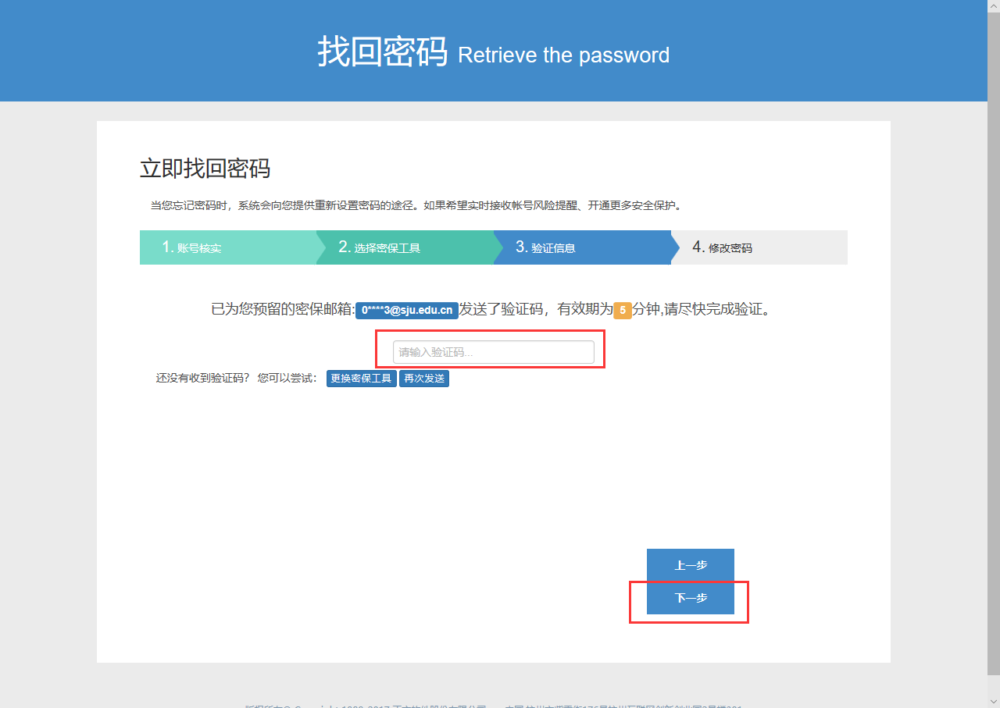 找回密码 Retrieve the password
立即找回密码
当您忘记密码时，系统会向您提供重新设置密码的途径。如果希望实时接收帐号风险提醒、开通更多安全保护。
1. 账号核实 2. 选择密保工具 3. 验证信息 4. 修改密码
已为您预留的密保邮箱:0****3@sju.edu.cn发送了验证码，有效期为5分钟,请尽快完成验证。
请输入验证码...
还没有收到验证码？ 您可以尝试： 更换密保工具 再次发送
上一步
下一步